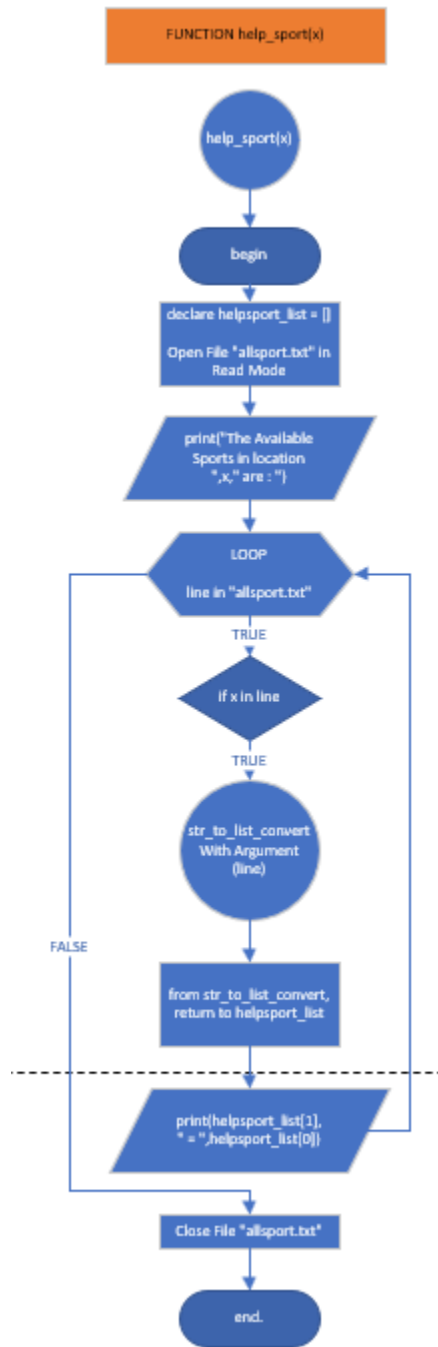 FUNCTION help_sport(x)
help_sport(x)
begin
declare helpsport_list = []
Open File "allsport.txt" in
Read Mode
print("The Available
Sports in location
",x," are : ")
LOOP
line in "allsport.txt"
TRUE
if x in line
TRUE
str_to_list_convert
With Argument
(line)
FALSE
from str_to_list_convert,
return to helpsport_list
print(helpsport_list[1],
" = ",helpsport_list[0])
Close File "allsport.txt"
end.